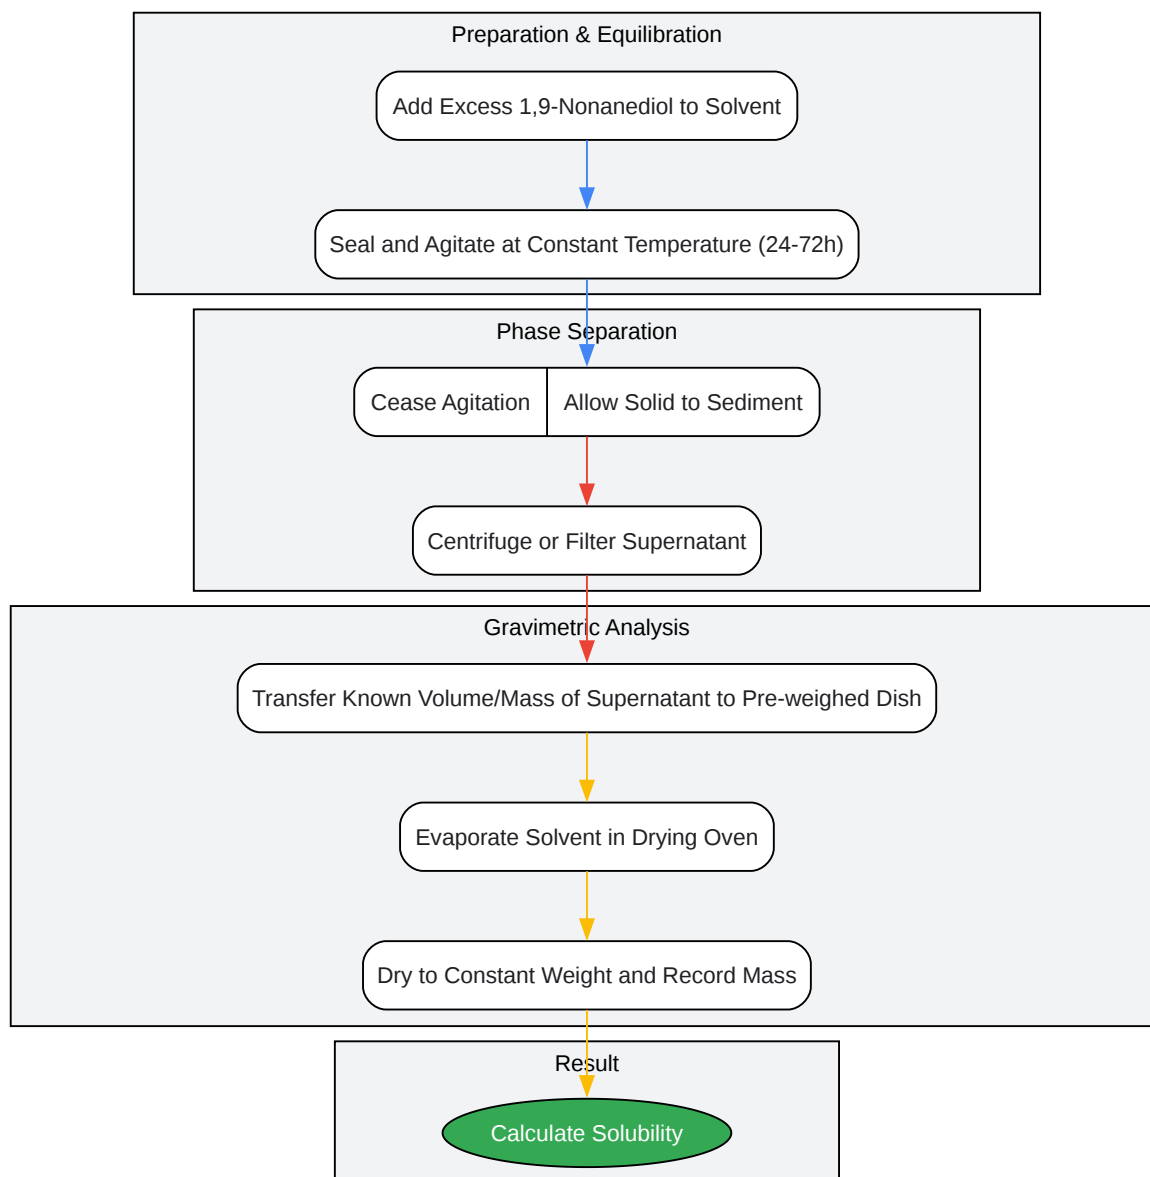 Preparation & Equilibration
Add Excess 1,9-Nonanediol to Solvent
Seal and Agitate at Constant Temperature (24-72h)
Phase Separation
Cease Agitation
Allow Solid to Sediment
Centrifuge or Filter Supernatant
Gravimetric Analysis
Transfer Known Volume/Mass of Supernatant to Pre-weighed Dish
Evaporate Solvent in Drying Oven
Dry to Constant Weight and Record Mass
Result
Calculate Solubility